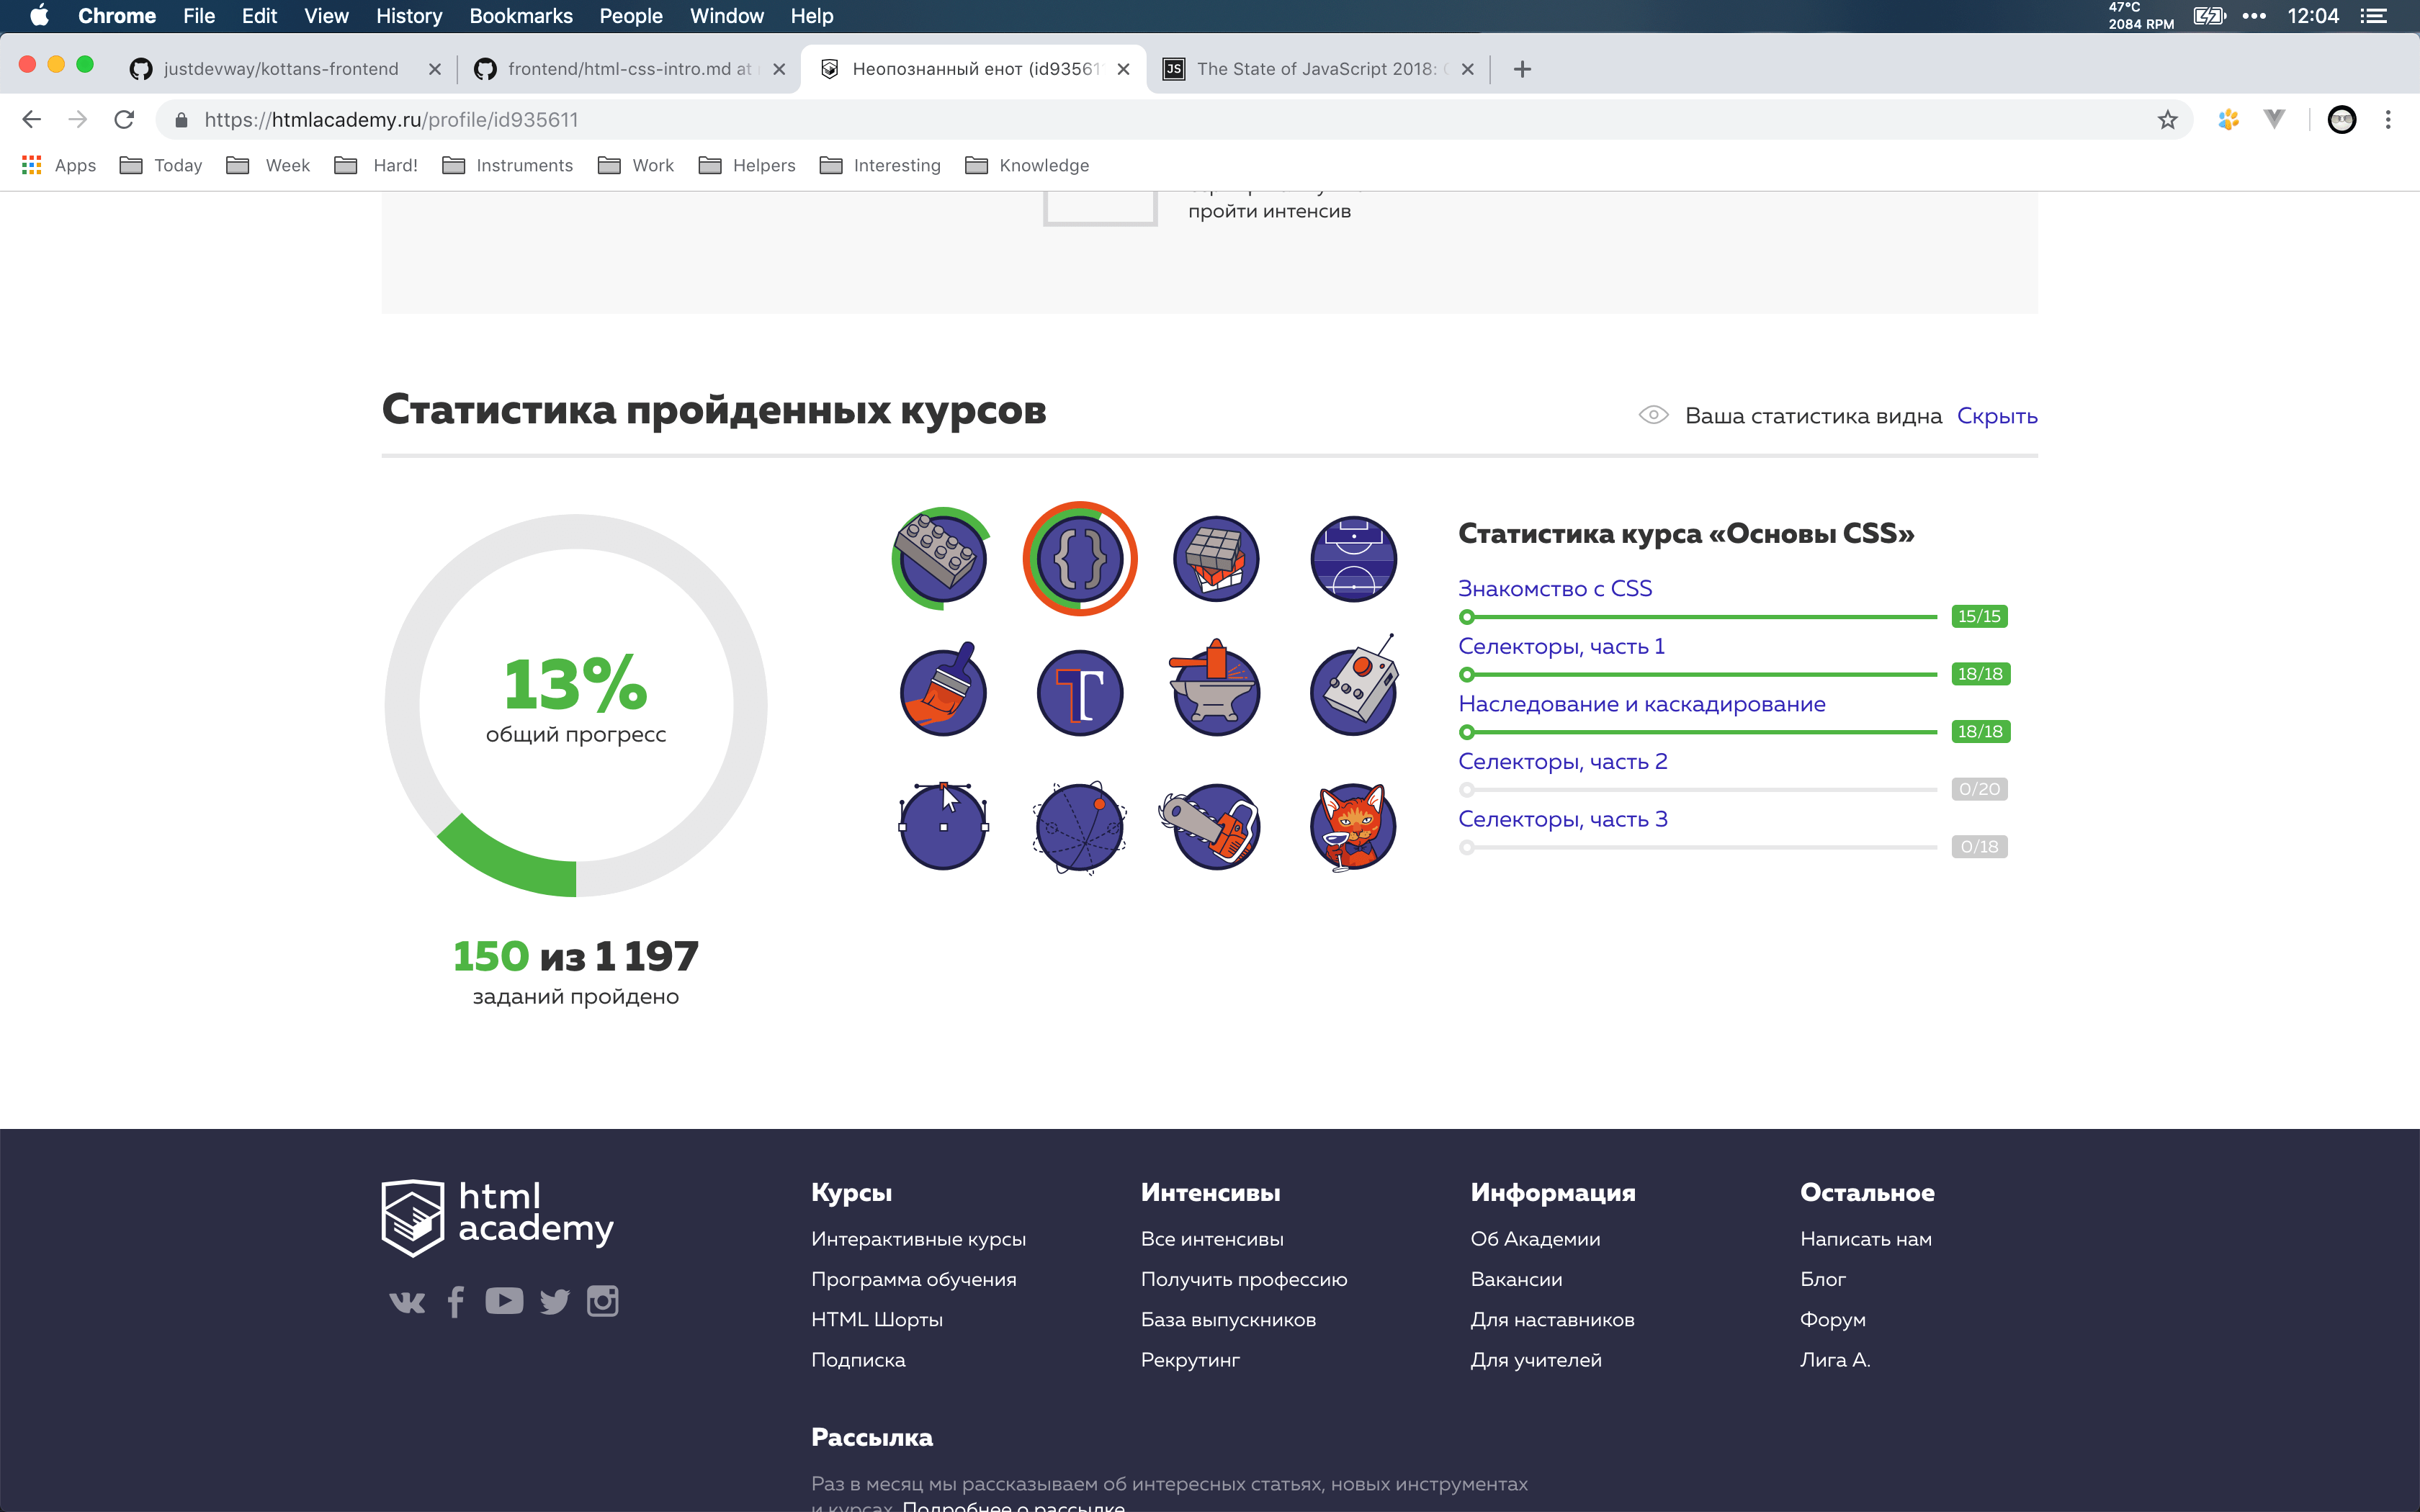 Chrome File Edit View History Bookmarks People Window Help
47°C
2084 RPM
12:04
justdevway/kottans-frontend
frontend/html-css-intro.md at
Неопознанный енот (id93561
JS The State of JavaScript 2018:
https://htmlacademy.ru/profile/id935611
Apps Today Week Hard! Instruments Work Helpers Interesting Knowledge
пройти интенсив
Статистика пройденных курсов
Ваша статистика видна Скрыть
13%
общий прогресс
150 из 1 197
заданий пройдено
Статистика курса «Основы CSS»
Знакомство с CSS
15/15
Селекторы, часть 1
18/18
Наследование и каскадирование
18/18
Селекторы, часть 2
0/20
Селекторы, часть 3
0/18
html
academy
Курсы
Интерактивные курсы
Программа обучения
HTML Шорты
Подписка
Интенсивы
Все интенсивы
Получить профессию
База выпускников
Рекрутинг
Информация
Об Академии
Вакансии
Для наставников
Для учителей
Остальное
Написать нам
Блог
Форум
Лига А.
Рассылка
Раз в месяц мы рассказываем об интересных статьях, новых инструментах
и курсах. Подробнее о рассылке